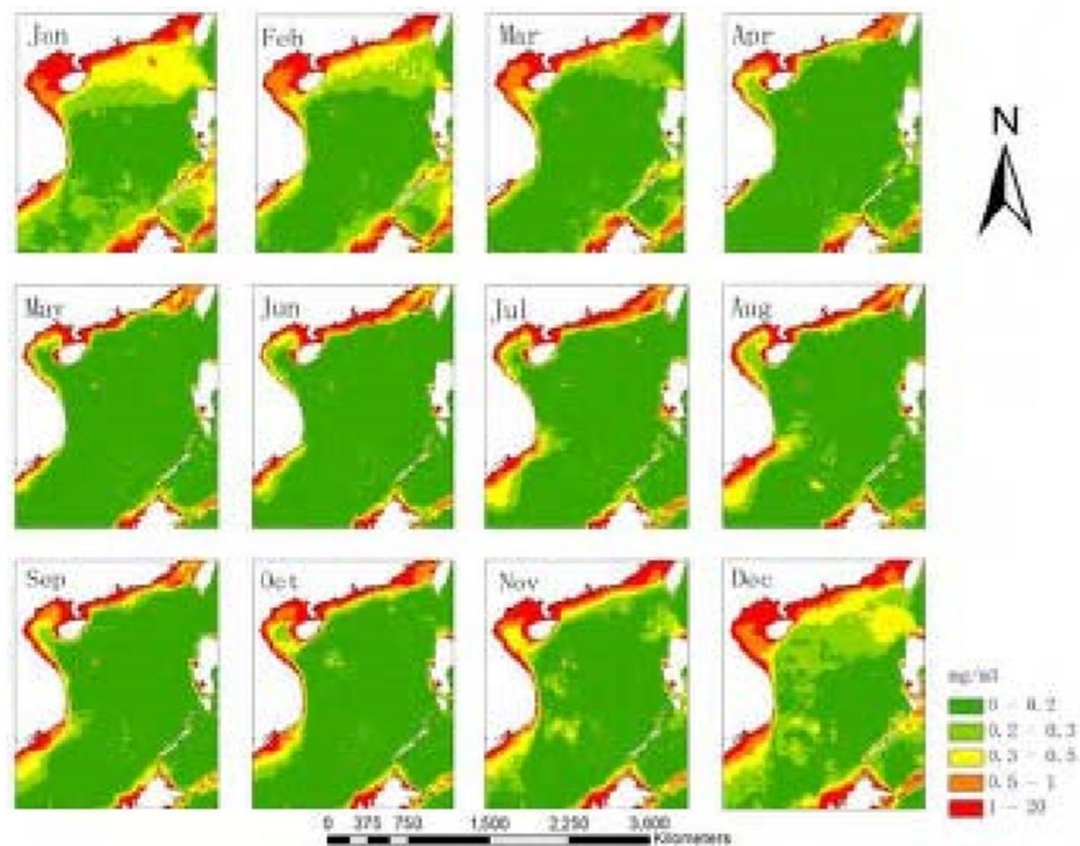 Jan
Feb
Mar
Apr
N
May
Jun
Jul
Aug
Sep
Oct
Nov
Dec
mg/m3
0 - 0.2
0.2 - 0.3
0.3 - 0.5
0.5 - 1
1 - 20
0 375 750 1,500 2,250 3,000
Kilometers